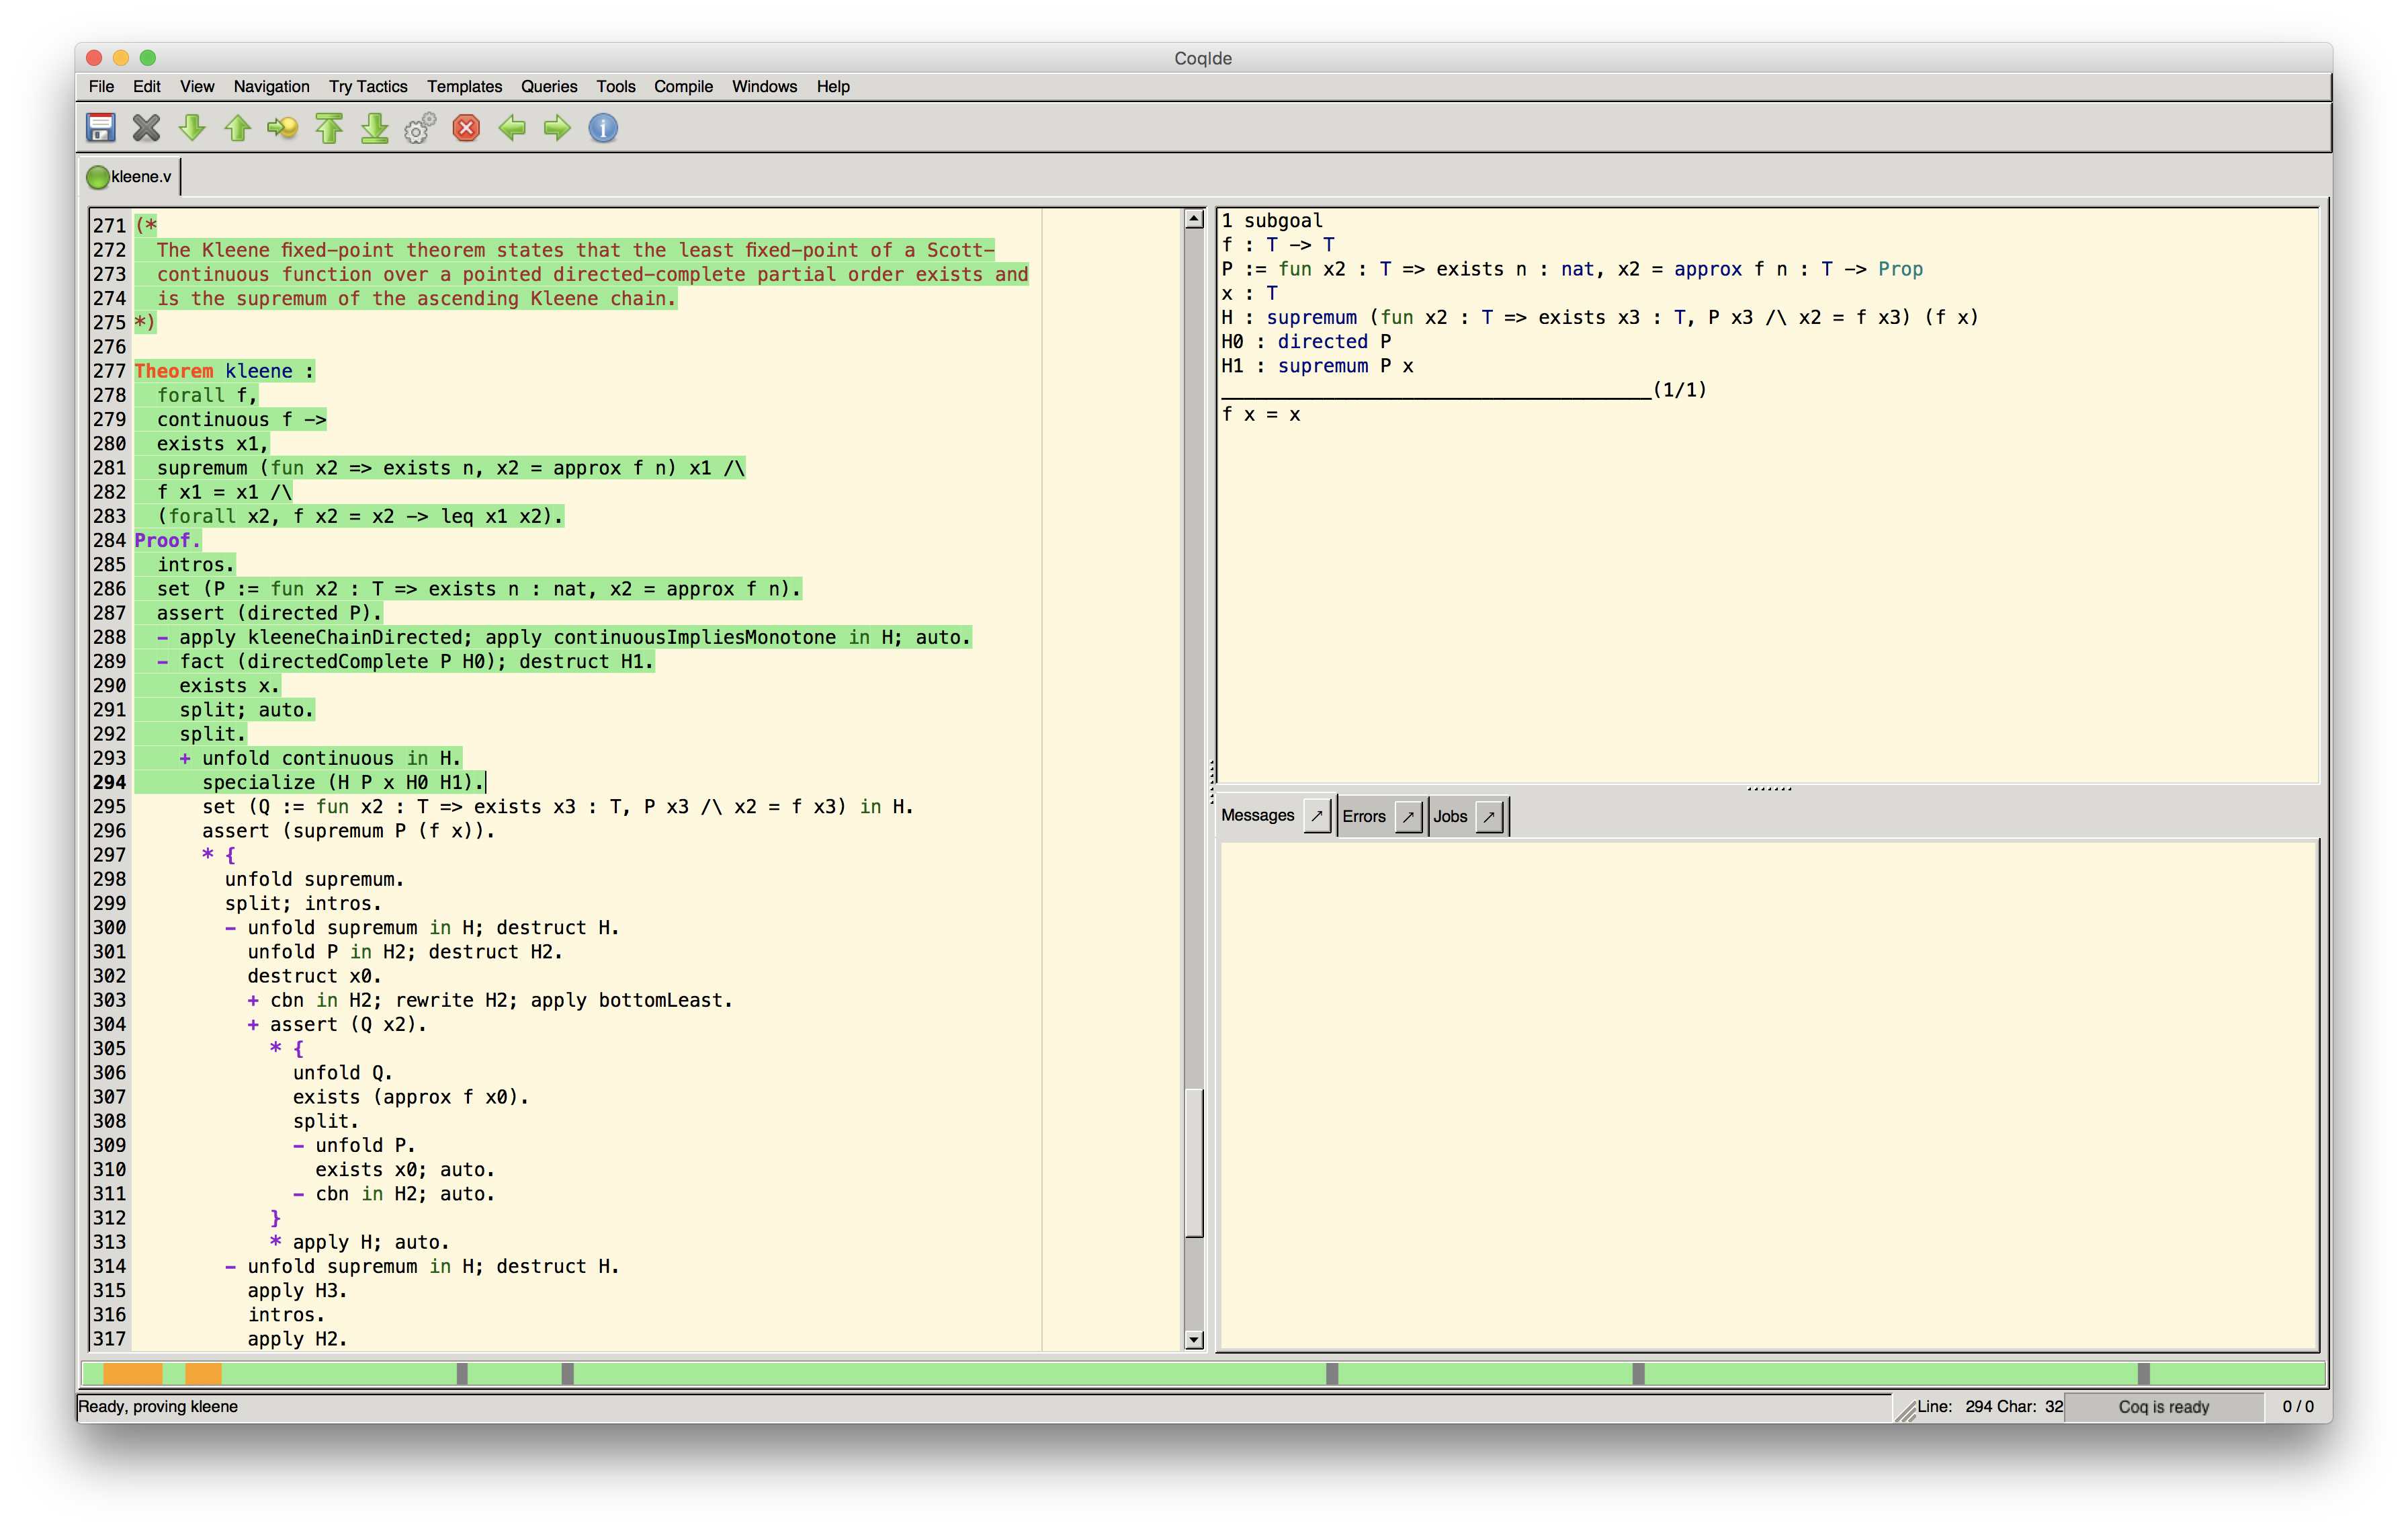 CoqIde
File Edit View Navigation Try Tactics Templates Queries Tools Compile Windows Help
kleene.v
271 (*
272   The Kleene fixed-point theorem states that the least fixed-point of a Scott-
273   continuous function over a pointed directed-complete partial order exists and
274   is the supremum of the ascending Kleene chain.
275 *)
276
277 Theorem kleene :
278   forall f,
279   continuous f ->
280   exists x1,
281   supremum (fun x2 => exists n, x2 = approx f n) x1 /\
282   f x1 = x1 /\
283   (forall x2, f x2 = x2 -> leq x1 x2).
284 Proof.
285   intros.
286   set (P := fun x2 : T => exists n : nat, x2 = approx f n).
287   assert (directed P).
288   - apply kleeneChainDirected; apply continuousImpliesMonotone in H; auto.
289   - fact (directedComplete P H0); destruct H1.
290     exists x.
291     split; auto.
292     split.
293     + unfold continuous in H.
294       specialize (H P x H0 H1).
295       set (Q := fun x2 : T => exists x3 : T, P x3 /\ x2 = f x3) in H.
296       assert (supremum P (f x)).
297       * {
298         unfold supremum.
299         split; intros.
300         - unfold supremum in H; destruct H.
301           unfold P in H2; destruct H2.
302           destruct x0.
303           + cbn in H2; rewrite H2; apply bottomLeast.
304           + assert (Q x2).
305             * {
306               unfold Q.
307               exists (approx f x0).
308               split.
309               - unfold P.
310                 exists x0; auto.
311               - cbn in H2; auto.
312             }
313             * apply H; auto.
314         - unfold supremum in H; destruct H.
315           apply H3.
316           intros.
317           apply H2.
1 subgoal
f : T -> T
P := fun x2 : T => exists n : nat, x2 = approx f n : T -> Prop
x : T
H : supremum (fun x2 : T => exists x3 : T, P x3 /\ x2 = f x3) (f x)
H0 : directed P
H1 : supremum P x
______________________________________(1/1)
f x = x
Messages Errors Jobs
Ready, proving kleene
Line: 294 Char: 32
Coq is ready
0 / 0